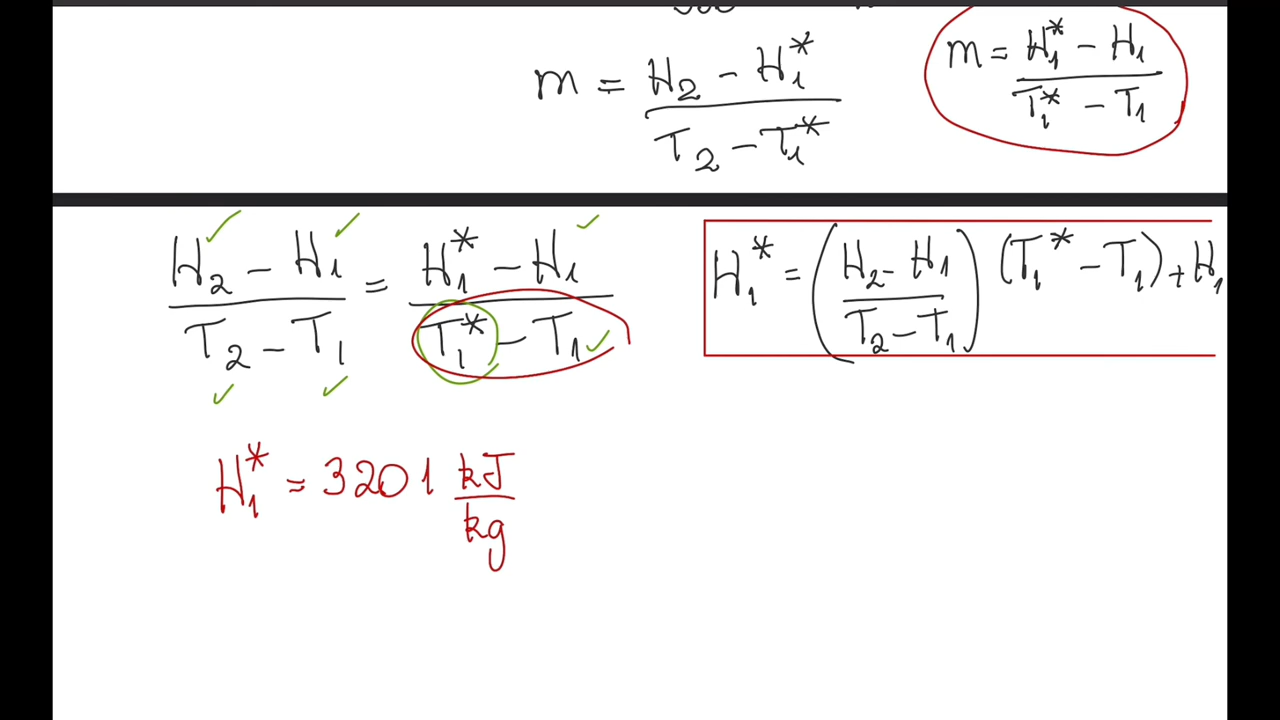 m = (H₂ - H₁*) / (T₂ - T₁*)
m = (H₁* - H₁) / (T₁* - T₁)
(H₂ - H₁) / (T₂ - T₁) = (H₁* - H₁) / (T₁* - T₁)
H₁* = ((H₂ - H₁) / (T₂ - T₁)) (T₁* - T₁) + H₁
H₁* = 3201 kJ/kg